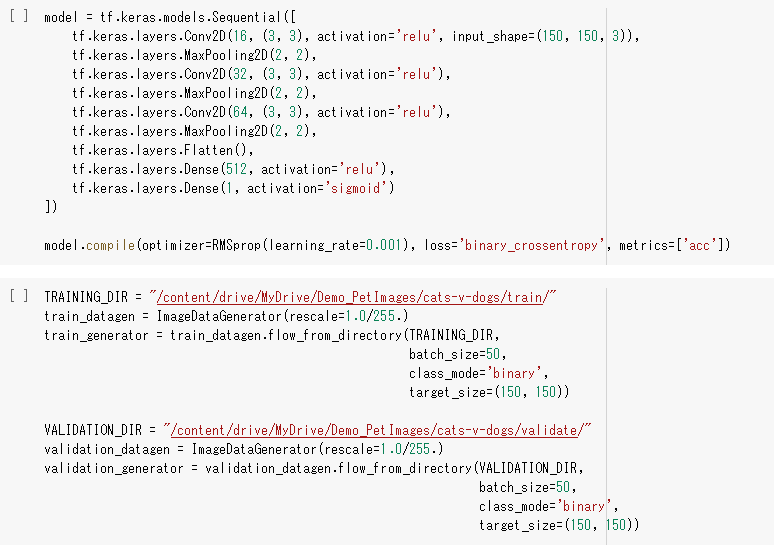 [ ] model = tf.keras.models.Sequential([
    tf.keras.layers.Conv2D(16, (3, 3), activation='relu', input_shape=(150, 150, 3)),
    tf.keras.layers.MaxPooling2D(2, 2),
    tf.keras.layers.Conv2D(32, (3, 3), activation='relu'),
    tf.keras.layers.MaxPooling2D(2, 2),
    tf.keras.layers.Conv2D(64, (3, 3), activation='relu'),
    tf.keras.layers.MaxPooling2D(2, 2),
    tf.keras.layers.Flatten(),
    tf.keras.layers.Dense(512, activation='relu'),
    tf.keras.layers.Dense(1, activation='sigmoid')
])
model.compile(optimizer=RMSprop(learning_rate=0.001), loss='binary_crossentropy', metrics=['acc'])
[ ] TRAINING_DIR = "/content/drive/MyDrive/Demo_PetImages/cats-v-dogs/train/"
train_datagen = ImageDataGenerator(rescale=1.0/255.)
train_generator = train_datagen.flow_from_directory(TRAINING_DIR,
                                                    batch_size=50,
                                                    class_mode='binary',
                                                    target_size=(150, 150))
VALIDATION_DIR = "/content/drive/MyDrive/Demo_PetImages/cats-v-dogs/validate/"
validation_datagen = ImageDataGenerator(rescale=1.0/255.)
validation_generator = validation_datagen.flow_from_directory(VALIDATION_DIR,
                                                              batch_size=50,
                                                              class_mode='binary',
                                                              target_size=(150, 150))